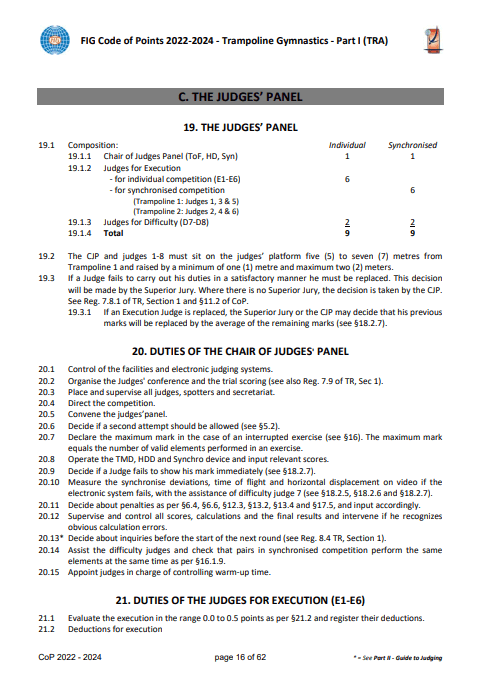 FIG Code of Points 2022-2024 - Trampoline Gymnastics - Part I (TRA)
C. THE JUDGES' PANEL
19. THE JUDGES' PANEL
19.1 Composition: Individual Synchronised
19.1.1 Chair of Judges Panel (ToF, HD, Syn) 1 1
19.1.2 Judges for Execution
- for individual competition (E1-E6) 6
- for synchronised competition 6
(Trampoline 1: Judges 1, 3 & 5)
(Trampoline 2: Judges 2, 4 & 6)
19.1.3 Judges for Difficulty (D7-D8) 2 2
19.1.4 Total 9 9
19.2 The CJP and judges 1-8 must sit on the judges' platform five (5) to seven (7) metres from
Trampoline 1 and raised by a minimum of one (1) metre and maximum two (2) meters.
19.3 If a Judge fails to carry out his duties in a satisfactory manner he must be replaced. This decision
will be made by the Superior Jury. Where there is no Superior Jury, the decision is taken by the CJP.
See Reg. 7.8.1 of TR, Section 1 and §11.2 of CoP.
19.3.1 If an Execution Judge is replaced, the Superior Jury or the CJP may decide that his previous
marks will be replaced by the average of the remaining marks (see §18.2.7).
20. DUTIES OF THE CHAIR OF JUDGES' PANEL
20.1 Control of the facilities and electronic judging systems.
20.2 Organise the Judges' conference and the trial scoring (see also Reg. 7.9 of TR, Sec 1).
20.3 Place and supervise all judges, spotters and secretariat.
20.4 Direct the competition.
20.5 Convene the judges'panel.
20.6 Decide if a second attempt should be allowed (see §5.2).
20.7 Declare the maximum mark in the case of an interrupted exercise (see §16). The maximum mark
equals the number of valid elements performed in an exercise.
20.8 Operate the TMD, HDD and Synchro device and input relevant scores.
20.9 Decide if a Judge fails to show his mark immediately (see §18.2.7).
20.10 Measure the synchronise deviations, time of flight and horizontal displacement on video if the
electronic system fails, with the assistance of difficulty judge 7 (see §18.2.5, §18.2.6 and §18.2.7).
20.11 Decide about penalties as per §6.4, §6.6, §12.3, §13.2, §13.4 and §17.5, and input accordingly.
20.12 Supervise and control all scores, calculations and the final results and intervene if he recognizes
obvious calculation errors.
20.13* Decide about inquiries before the start of the next round (see Reg. 8.4 TR, Section 1).
20.14 Assist the difficulty judges and check that pairs in synchronised competition perform the same
elements at the same time as per §16.1.9.
20.15 Appoint judges in charge of controlling warm-up time.
21. DUTIES OF THE JUDGES FOR EXECUTION (E1-E6)
21.1 Evaluate the execution in the range 0.0 to 0.5 points as per §21.2 and register their deductions.
21.2 Deductions for execution
CoP 2022 - 2024 page 16 of 62 * = See Part II - Guide to Judging